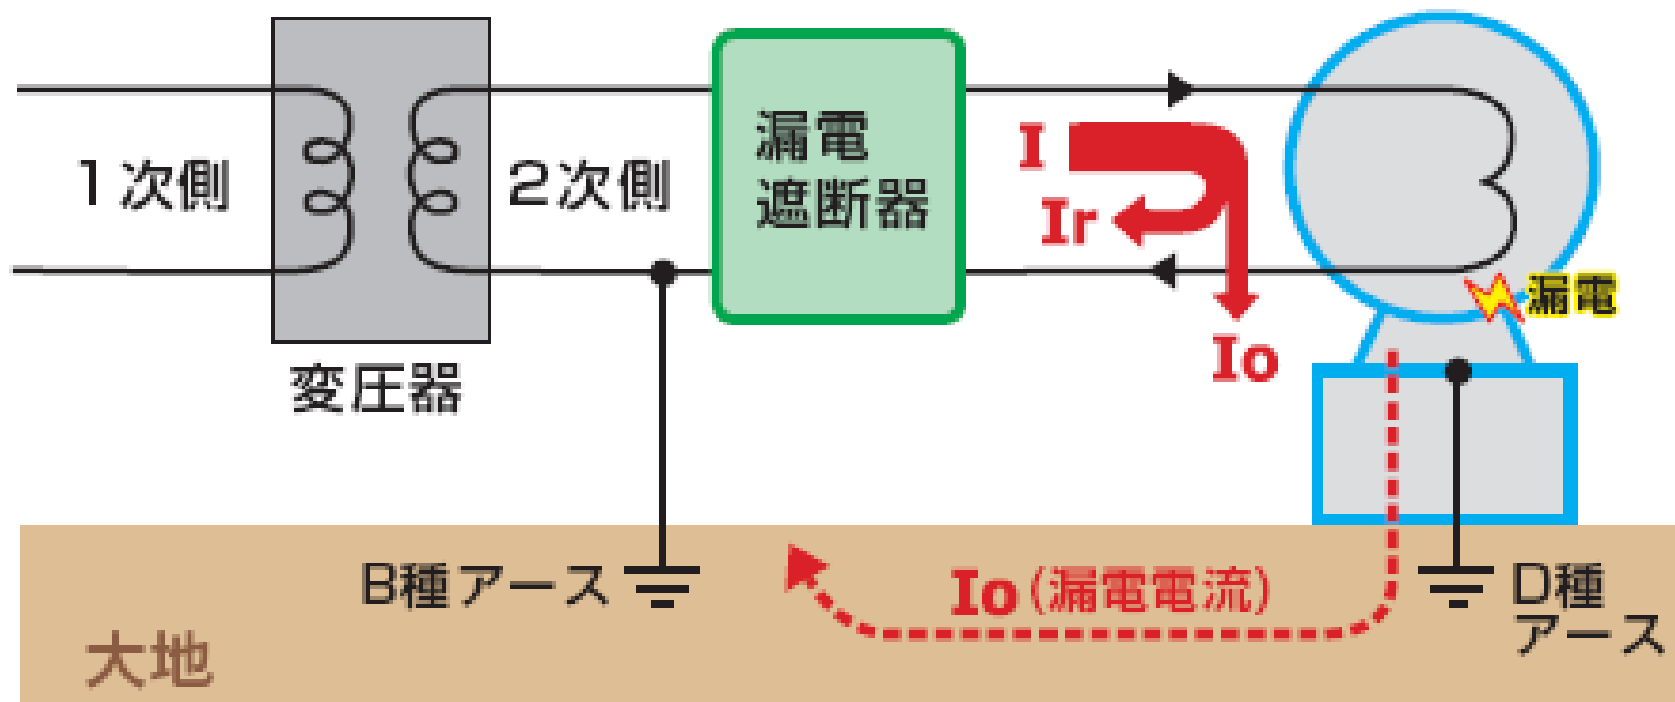 1次側
変圧器
2次側
漏電
遮断器
I
Ir
Io
漏電
B種アース
Io(漏電電流)
D種
アース
大地